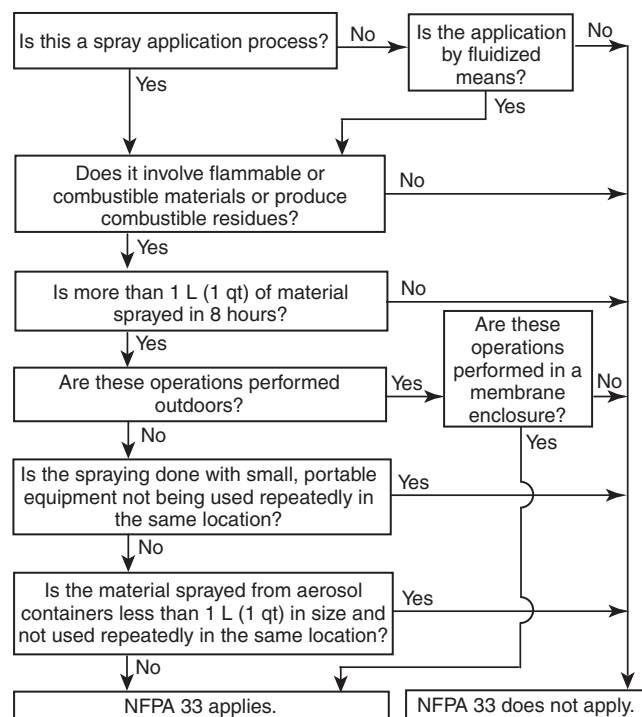 Is this a spray application process?
No
Is the application
by fluidized
means?
No
Yes
Yes
Does it involve flammable or
combustible materials or produce
combustible residues?
No
Yes
Is more than 1 L (1 qt) of material
sprayed in 8 hours?
No
Yes
Are these operations performed
outdoors?
Yes
Are these
operations
performed in a
membrane
enclosure?
No
No
Yes
Is the spraying done with small, portable
equipment not being used repeatedly in
the same location?
Yes
No
Is the material sprayed from aerosol
containers less than 1 L (1 qt) in size and
not used repeatedly in the same location?
Yes
No
NFPA 33 applies.
NFPA 33 does not apply.